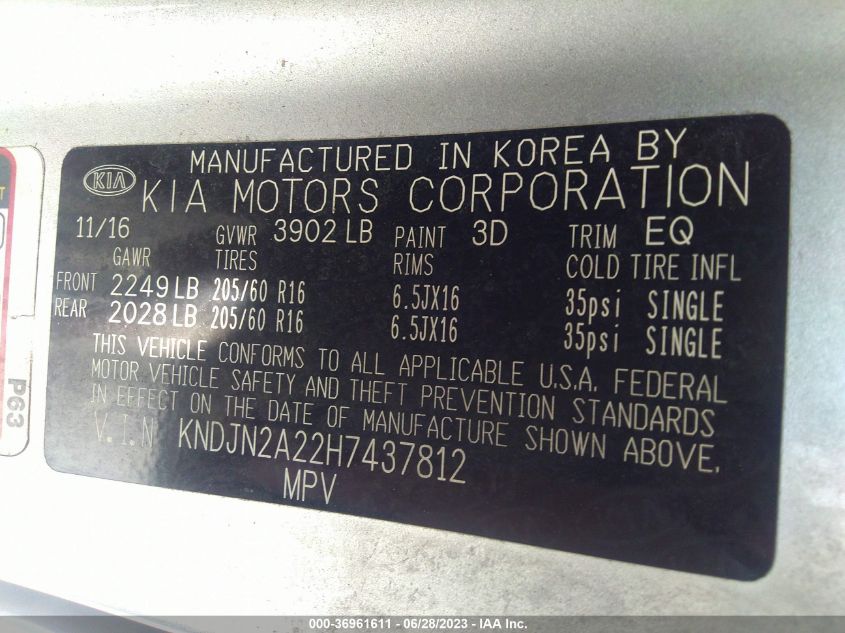 MANUFACTURED IN KOREA BY
KIA KIA MOTORS CORPORATION
11/16 GVWR 3902 LB PAINT 3D TRIM EQ
GAWR TIRES RIMS COLD TIRE INFL
FRONT 2249 LB 205/60 R16 6.5JX16 35psi SINGLE
REAR 2028 LB 205/60 R16 6.5JX16 35psi SINGLE
THIS VEHICLE CONFORMS TO ALL APPLICABLE U.S.A. FEDERAL
MOTOR VEHICLE SAFETY AND THEFT PREVENTION STANDARDS
IN EFFECT ON THE DATE OF MANUFACTURE SHOWN ABOVE,
V.I.N KNDJN2A22H7437812
MPV
P63
000-36961611 - 06/28/2023 - IAA Inc.